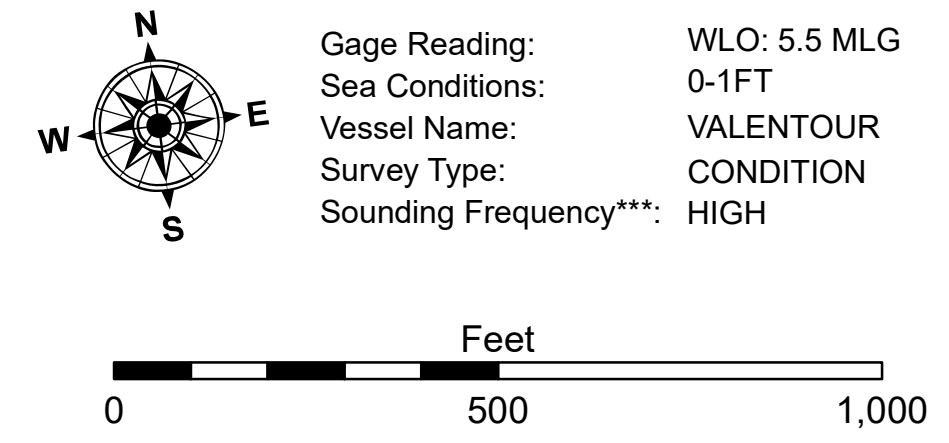 N
W E
S
Gage Reading: WLO: 5.5 MLG
Sea Conditions: 0-1FT
Vessel Name: VALENTOUR
Survey Type: CONDITION
Sounding Frequency***: HIGH
Feet
0 500 1,000